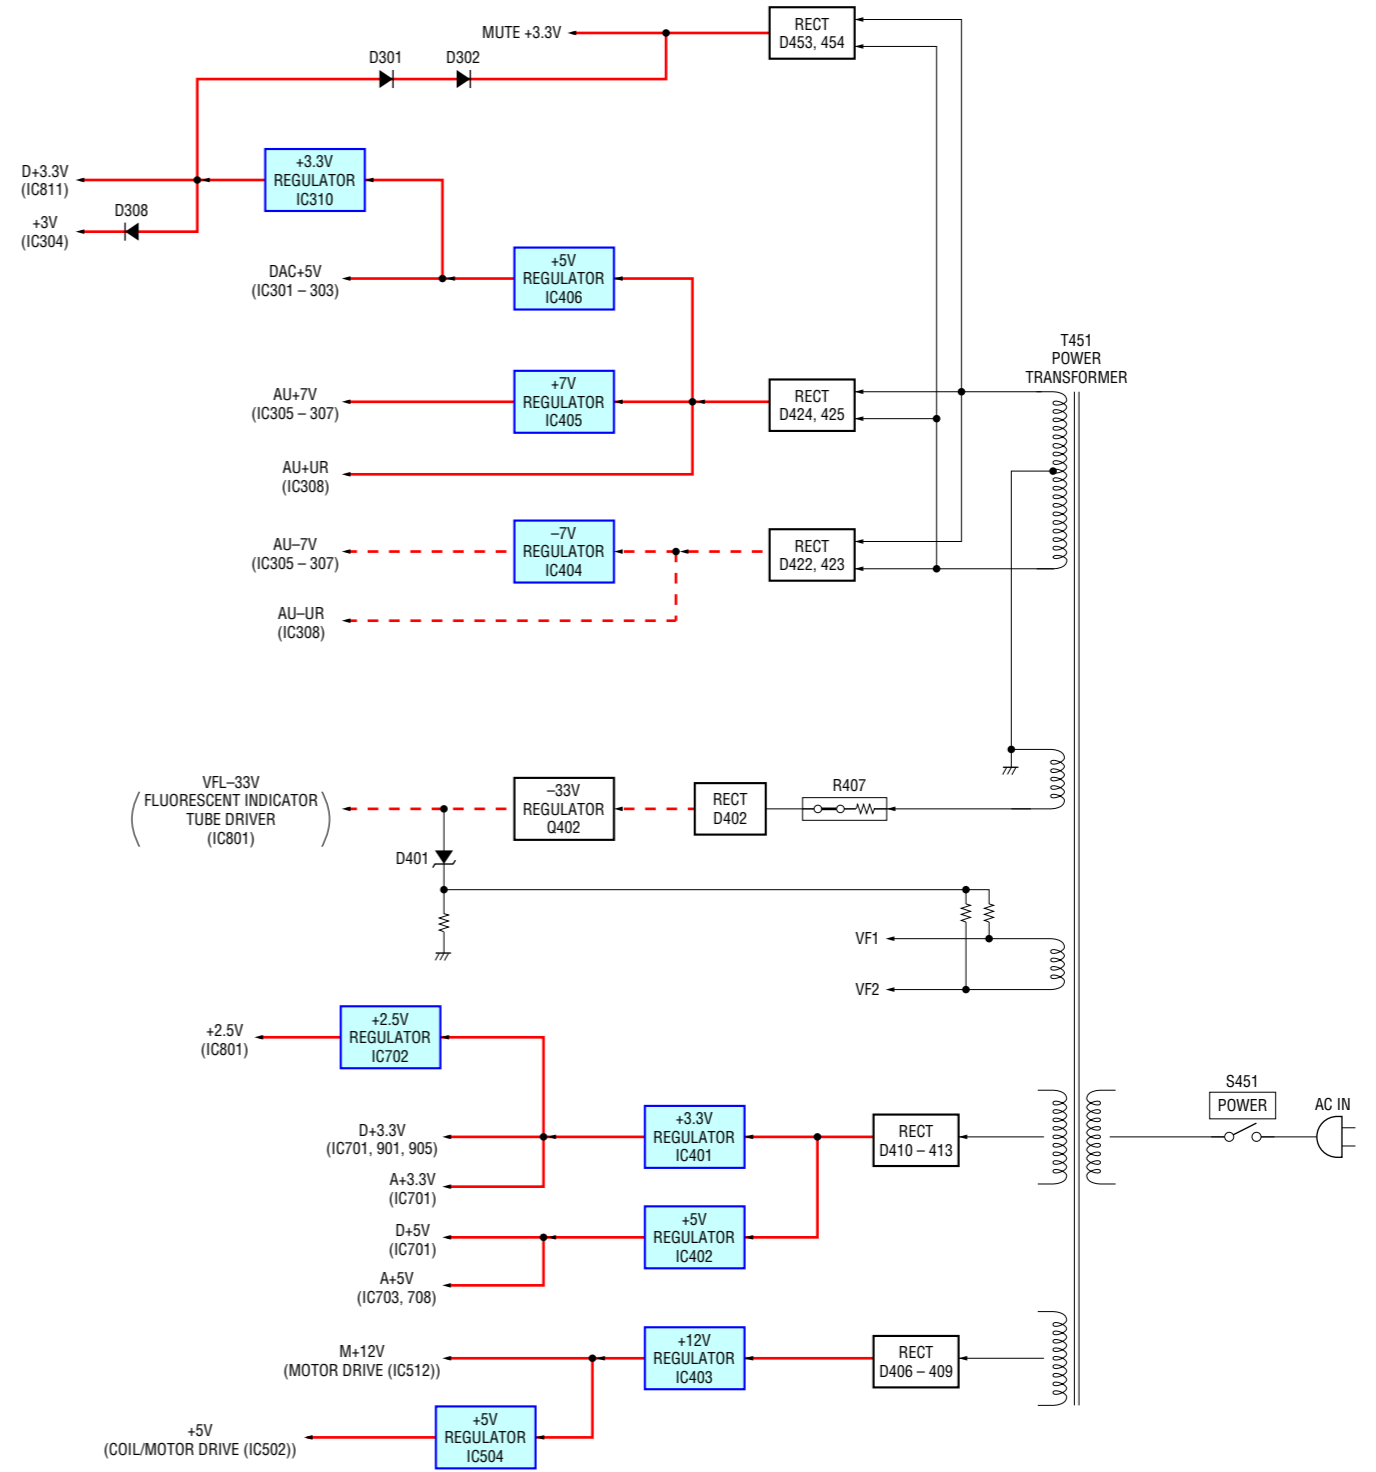 RECT
D453, 454
MUTE +3.3V
D301
D302
+3.3V
REGULATOR
IC310
D+3.3V
(IC811)
D308
+3V
(IC304)
+5V
REGULATOR
IC406
DAC+5V
(IC301 – 303)
T451
POWER
TRANSFORMER
+7V
REGULATOR
IC405
AU+7V
(IC305 – 307)
RECT
D424, 425
AU+UR
(IC308)
–7V
REGULATOR
IC404
AU–7V
(IC305 – 307)
RECT
D422, 423
AU–UR
(IC308)
VFL–33V
FLUORESCENT INDICATOR
TUBE DRIVER
(IC801)
–33V
REGULATOR
Q402
RECT
D402
R407
D401
VF1
VF2
+2.5V
(IC801)
+2.5V
REGULATOR
IC702
S451
POWER
AC IN
D+3.3V
(IC701, 901, 905)
+3.3V
REGULATOR
IC401
RECT
D410 – 413
A+3.3V
(IC701)
D+5V
(IC701)
+5V
REGULATOR
IC402
A+5V
(IC703, 708)
M+12V
(MOTOR DRIVE (IC512))
+12V
REGULATOR
IC403
RECT
D406 – 409
+5V
(COIL/MOTOR DRIVE (IC502))
+5V
REGULATOR
IC504